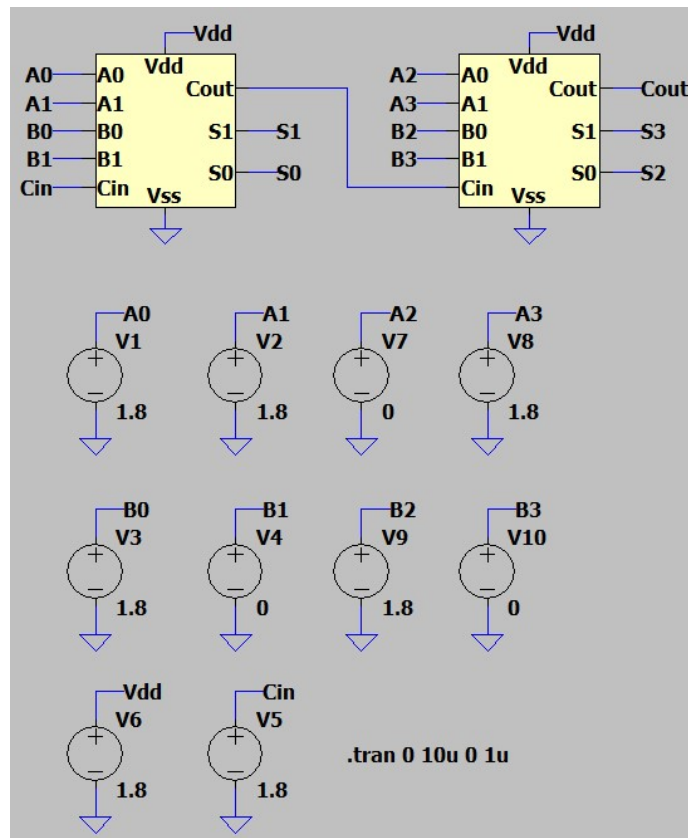 Vdd Vdd
A0 A0 Vdd Cout A2 A0 Vdd Cout Cout
A1 A1 A3 A1
B0 B0 S1 S1 B2 B0 S1 S3
B1 B1 S0 S0 B3 B1 S0 S2
Cin Cin Vss Cin Vss
A0 A1 A2 A3
V1 V2 V7 V8
1.8 1.8 0 1.8
B0 B1 B2 B3
V3 V4 V9 V10
1.8 0 1.8 0
Vdd Cin
V6 V5
.tran 0 10u 0 1u
1.8 1.8